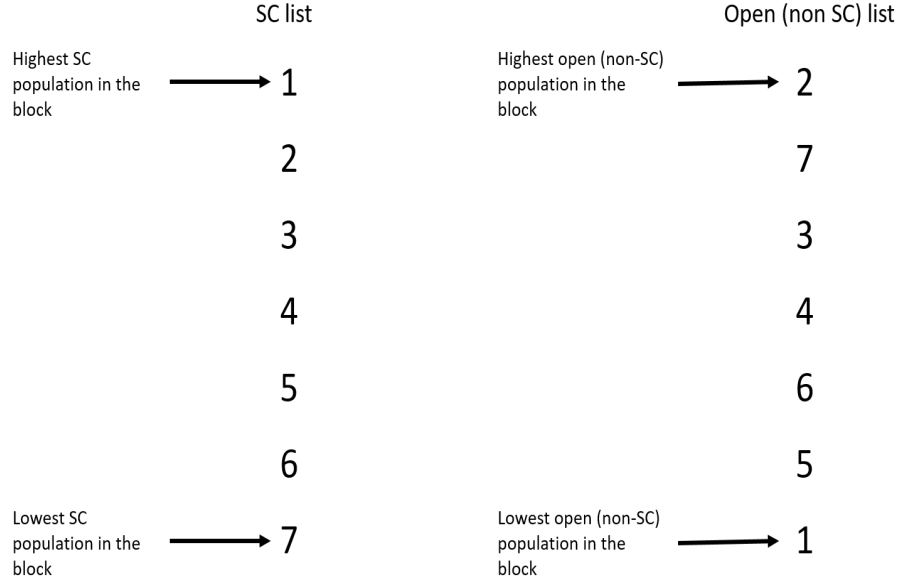 SC list
Open (non SC) list
Highest SC
population in the
block
1
Highest open (non-SC)
population in the
block
2
2
7
3
3
4
4
5
6
6
5
Lowest SC
population in the
block
7
Lowest open (non-SC)
population in the
block
1